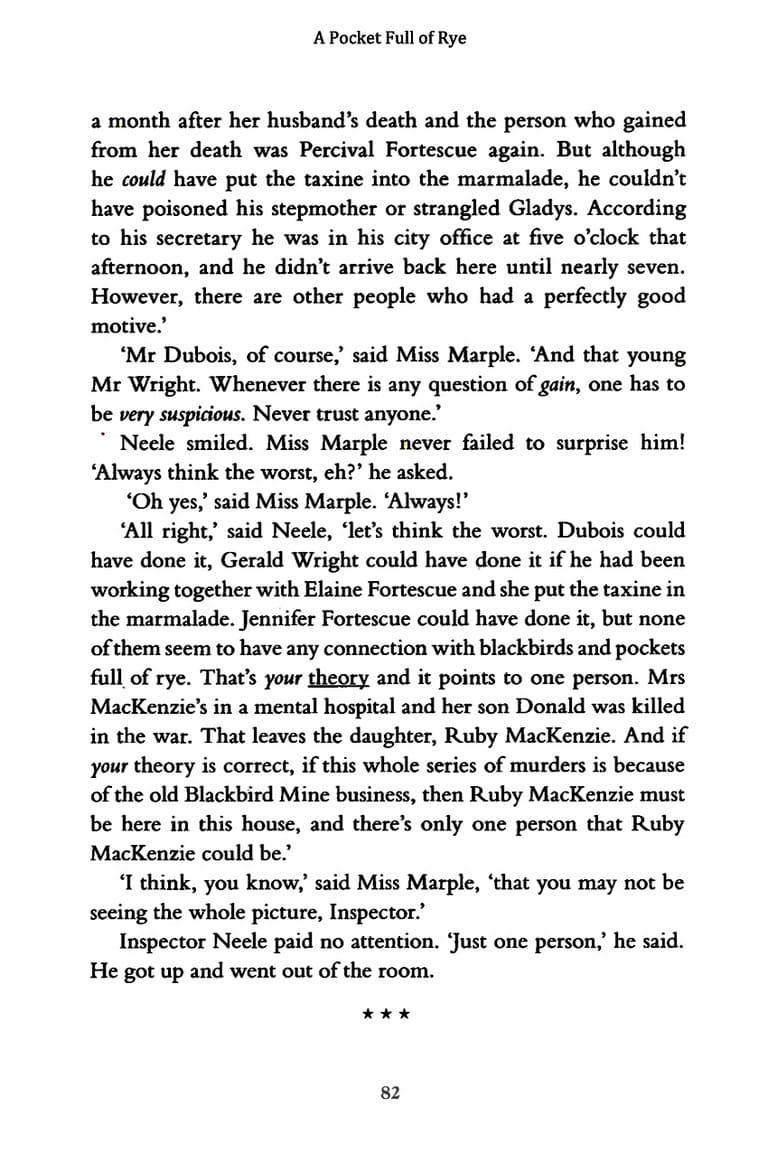 A Pocket Full of Rye
a month after her husband’s death and the person who gained
from her death was Percival Fortescue again. But although
he could have put the taxine into the marmalade, he couldn’t
have poisoned his stepmother or strangled Gladys. According
to his secretary he was in his city office at five o’clock that
afternoon, and he didn’t arrive back here until nearly seven.
However, there are other people who had a perfectly good
motive.’
‘Mr Dubois, of course,’ said Miss Marple. ‘And that young
Mr Wright. Whenever there is any question of gain, one has to
be very suspicious. Never trust anyone.’
Neele smiled. Miss Marple never failed to surprise him!
‘Always think the worst, eh?’ he asked.
‘Oh yes,’ said Miss Marple. ‘Always!’
‘All right,’ said Neele, ‘let’s think the worst. Dubois could
have done it, Gerald Wright could have done it if he had been
working together with Elaine Fortescue and she put the taxine in
the marmalade. Jennifer Fortescue could have done it, but none
of them seem to have any connection with blackbirds and pockets
full of rye. That’s your theory and it points to one person. Mrs
MacKenzie’s in a mental hospital and her son Donald was killed
in the war. That leaves the daughter, Ruby MacKenzie. And if
your theory is correct, if this whole series of murders is because
of the old Blackbird Mine business, then Ruby MacKenzie must
be here in this house, and there’s only one person that Ruby
MacKenzie could be.’
‘I think, you know,’ said Miss Marple, ‘that you may not be
seeing the whole picture, Inspector.’
Inspector Neele paid no attention. ‘Just one person,’ he said.
He got up and went out of the room.
★ ★ ★
82